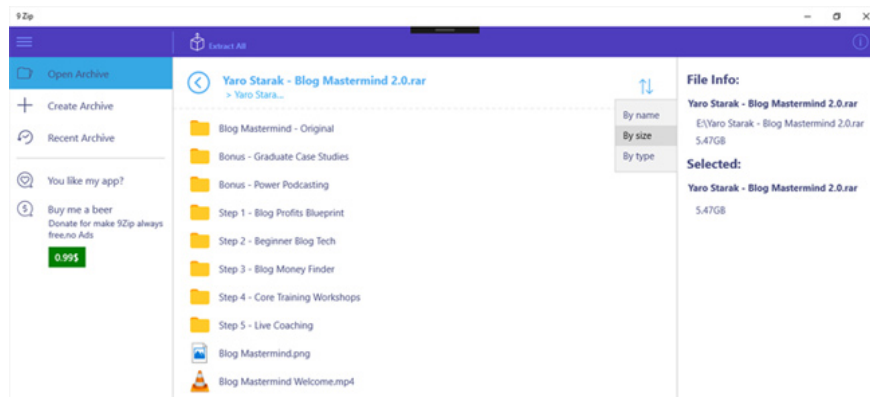 9 Zip
Extract All
Open Archive
Create Archive
Recent Archive
You like my app?
Buy me a beer
Donate for make 9Zip always
free,no Ads
0.99$
Yaro Starak - Blog Mastermind 2.0.rar
> Yaro Stara...
By name
By size
By type
Blog Mastermind - Original
Bonus - Graduate Case Studies
Bonus - Power Podcasting
Step 1 - Blog Profits Blueprint
Step 2 - Beginner Blog Tech
Step 3 - Blog Money Finder
Step 4 - Core Training Workshops
Step 5 - Live Coaching
Blog Mastermind.png
Blog Mastermind Welcome.mp4
File Info:
Yaro Starak - Blog Mastermind 2.0.rar
E:\Yaro Starak - Blog Mastermind 2.0.rar
5.47GB
Selected:
Yaro Starak - Blog Mastermind 2.0.rar
5.47GB